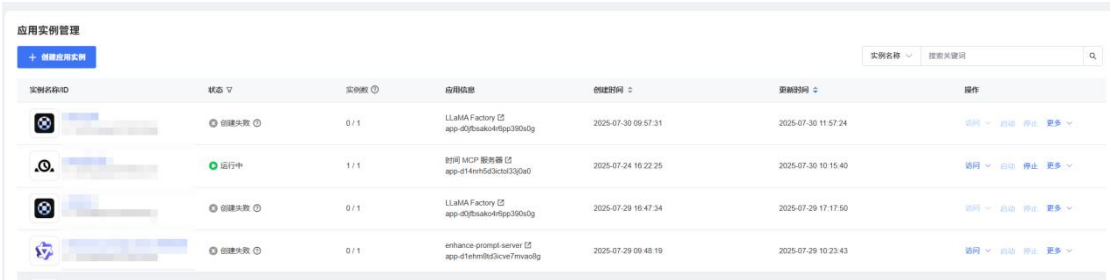 应用实例管理
+ 创建应用实例
实例名称 搜索关键词
实例名称/ID 状态 实例数 应用信息 创建时间 更新时间 操作
创建失败 0 / 1 LLaMA Factory 2025-07-30 09:57:31 2025-07-30 11:57:24 访问 启动 停止 更多
app-d0jfbsako4r6pp390s0g
运行中 1 / 1 时间 MCP 服务器 2025-07-24 16:22:25 2025-07-30 10:15:40 访问 启动 停止 更多
app-d14nrh5d3ictol33j0a0
创建失败 0 / 1 LLaMA Factory 2025-07-29 16:47:34 2025-07-29 17:17:50 访问 启动 停止 更多
app-d0jfbsako4r6pp390s0g
创建失败 0 / 1 enhance-prompt-server 2025-07-29 09:48:19 2025-07-29 10:23:43 访问 启动 停止 更多
app-d1ehm8td3icve7mvao8g